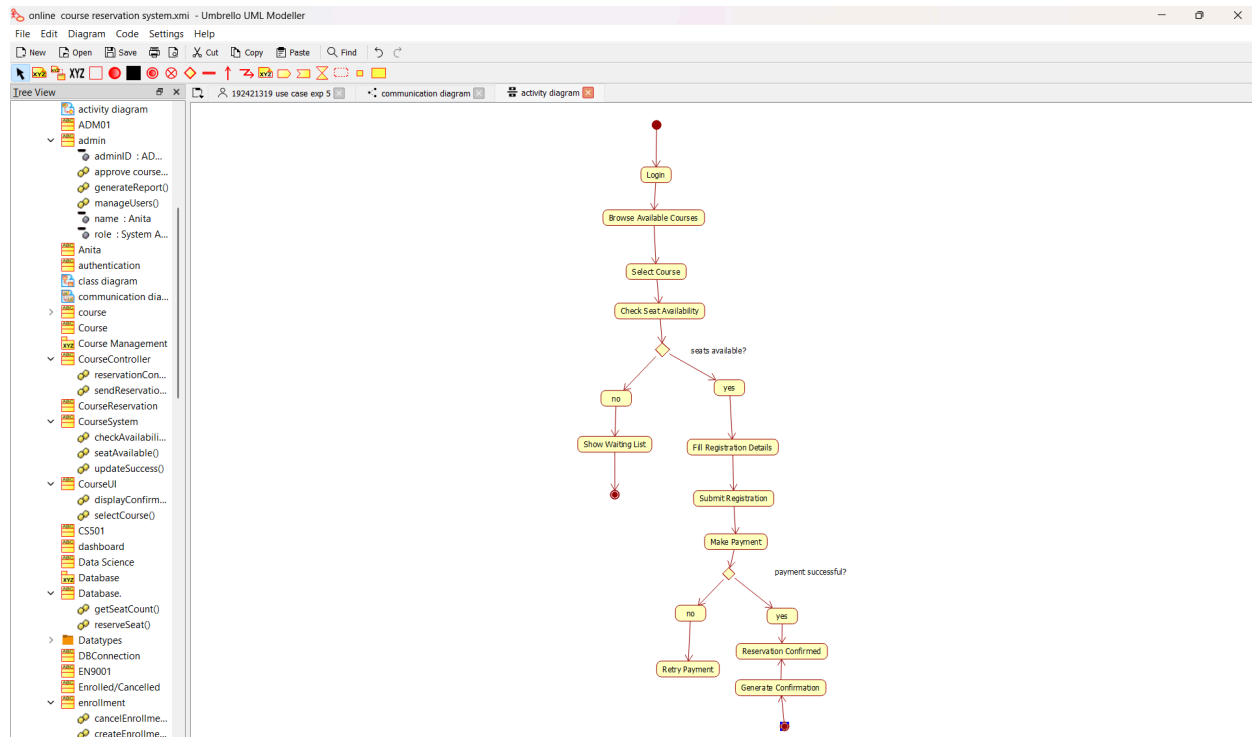 online course reservation system.xmi - Umbrello UML Modeller
File Edit Diagram Code Settings Help
New Open Save Cut Copy Paste Find
XYZ XYZ XYZ
Tree View
192421319 use case exp 5 communication diagram activity diagram
activity diagram
ADM01
admin
adminID : AD...
approve course...
generateReport()
manageUsers()
name : Anita
role : System A...
Anita
authentication
class diagram
communication dia...
course
Course
Course Management
CourseController
reservationCon...
sendReservatio...
CourseReservation
CourseSystem
checkAvailabili...
seatAvailable()
updateSuccess()
CourseUI
displayConfirm...
selectCourse()
CS501
dashboard
Data Science
Database
Database.
getSeatCount()
reserveSeat()
Datatypes
DBConnection
EN9001
Enrolled/Cancelled
enrollment
cancelEnrollme...
createEnrollme...
Login
Browse Available Courses
Select Course
Check Seat Availability
seats available?
no
yes
Show Waiting List
Fill Registration Details
Submit Registration
Make Payment
payment successful?
no
yes
Reservation Confirmed
Retry Payment
Generate Confirmation